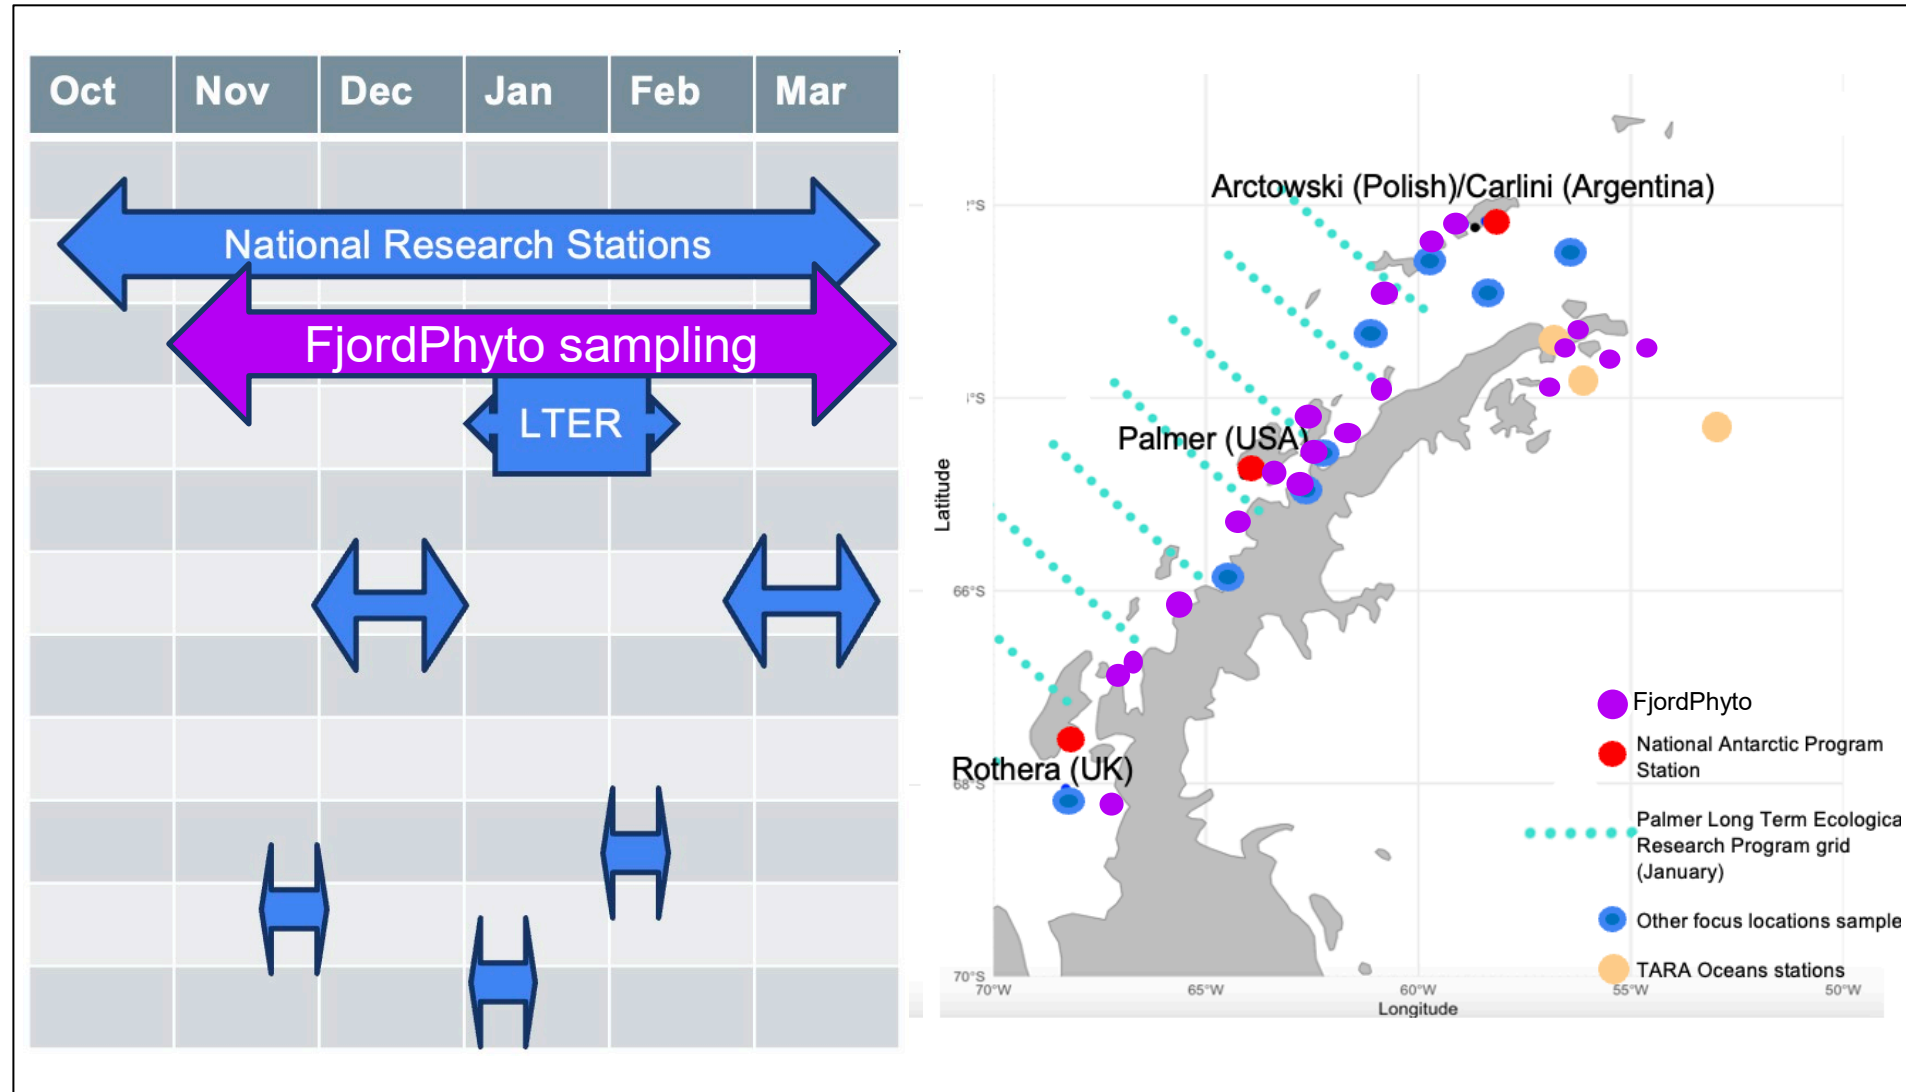 Oct Nov Dec Jan Feb Mar
National Research Stations
FjordPhyto sampling
LTER
Arctowski (Polish)/Carlini (Argentina)
Palmer (USA)
Rothera (UK)
Latitude
66°S
68°S
70°S
70°W 65°W 60°W 55°W 50°W
Longitude
FjordPhyto
National Antarctic Program
Station
Palmer Long Term Ecologica
Research Program grid
(January)
Other focus locations sample
TARA Oceans stations